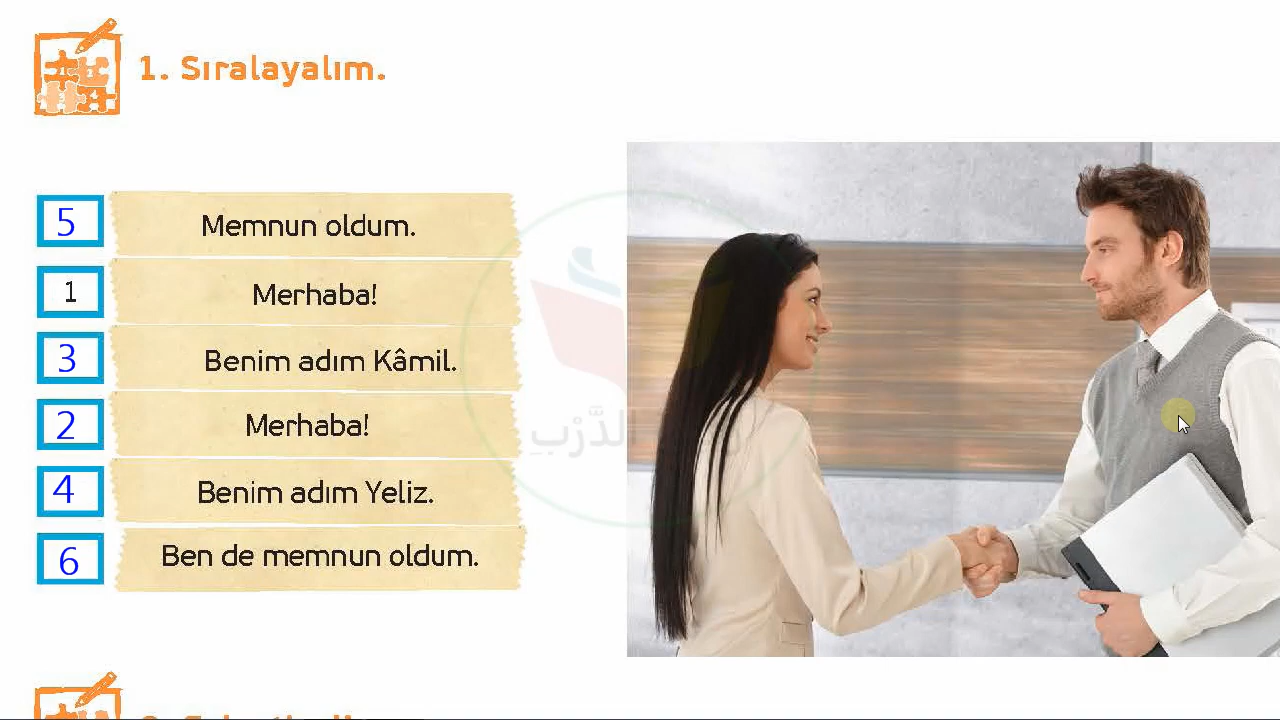 1. Sıralayalım.
5 Memnun oldum.
1 Merhaba!
3 Benim adım Kâmil.
2 Merhaba!
4 Benim adım Yeliz.
6 Ben de memnun oldum.
الدَّرْبِ